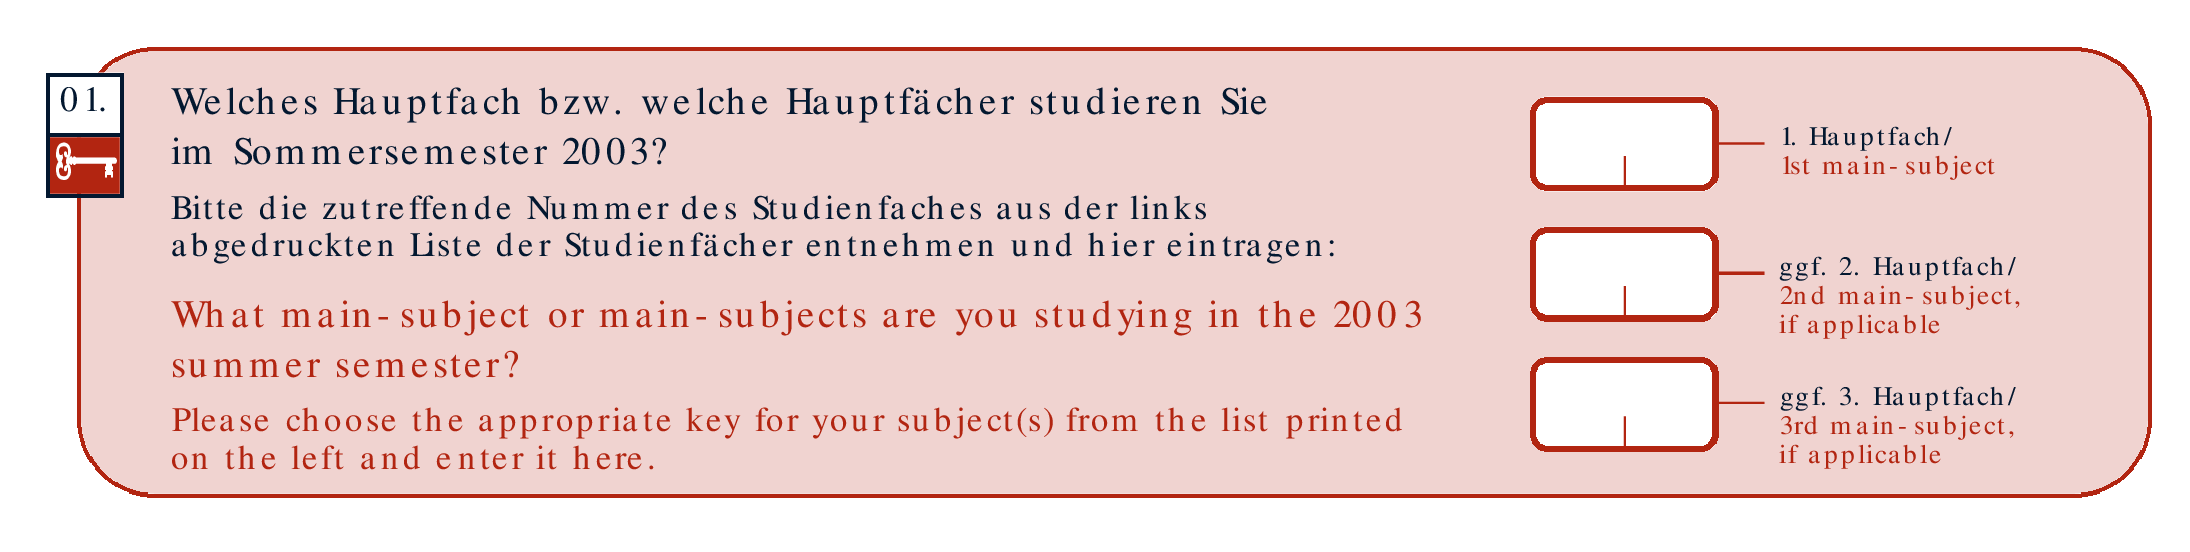 01.
Welches Hauptfach bzw. welche Hauptfächer studieren Sie
im Sommersemester 2003?
Bitte die zutreffende Nummer des Studienfaches aus der links
abgedruckten Liste der Studienfächer entnehmen und hier eintragen:
What main-subject or main-subjects are you studying in the 2003
summer semester?
Please choose the appropriate key for your subject(s) from the list printed
on the left and enter it here.
1. Hauptfach/
1st main-subject
ggf. 2. Hauptfach/
2nd main-subject,
if applicable
ggf. 3. Hauptfach/
3rd main-subject,
if applicable